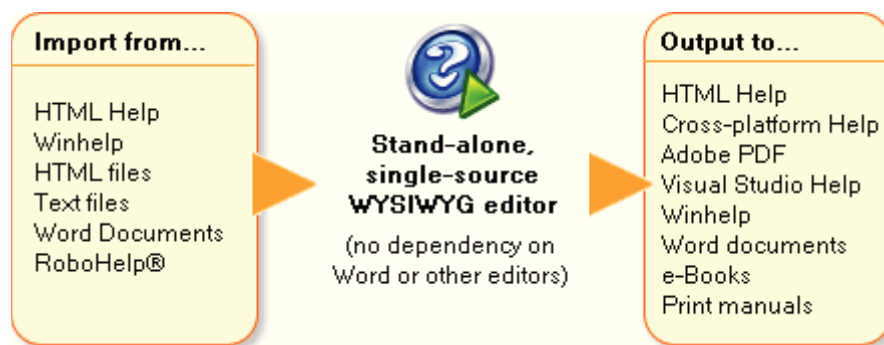 Import from...
HTML Help
Winhelp
HTML files
Text files
Word Documents
RoboHelp®
Stand-alone,
single-source
WYSIWYG editor
(no dependency on
Word or other editors)
Output to...
HTML Help
Cross-platform Help
Adobe PDF
Visual Studio Help
Winhelp
Word documents
e-Books
Print manuals